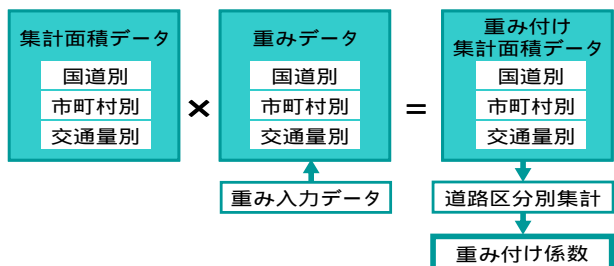 集計面積データ
国道別
市町村別
交通量別
×
重みデータ
国道別
市町村別
交通量別
=
重み付け
集計面積データ
国道別
市町村別
交通量別
重み入力データ
道路区分別集計
重み付け係数